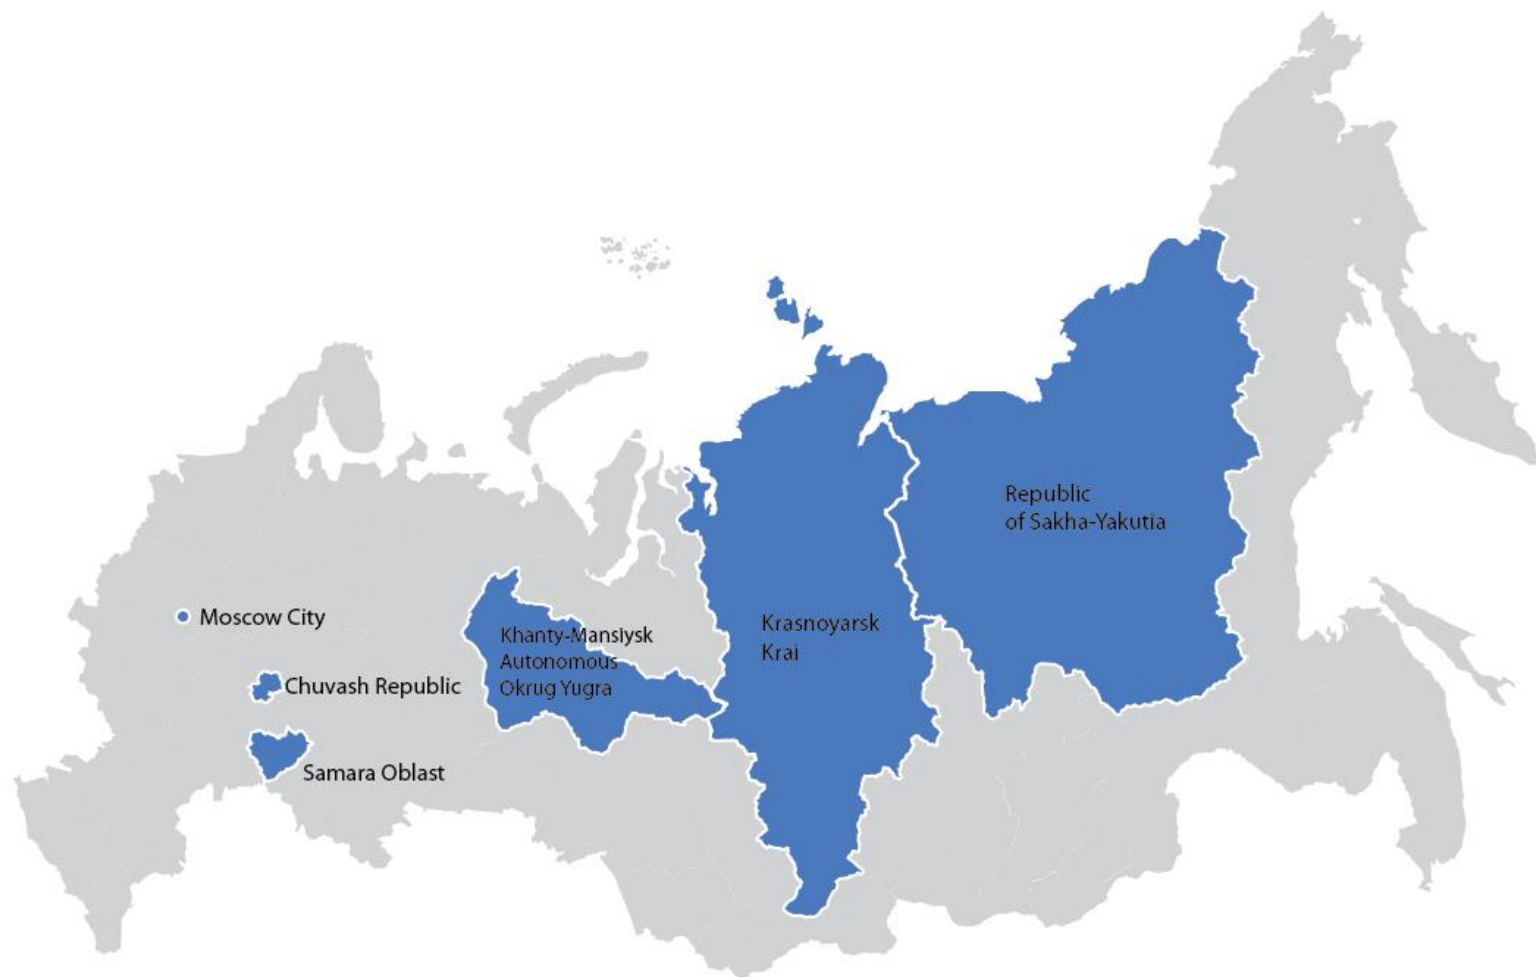 Republic
of Sakha-Yakutia
Moscow City
Krasnoyarsk
Krai
Khanty-Mansiysk
Autonomous
Okrug Yugra
Chuvash Republic
Samara Oblast